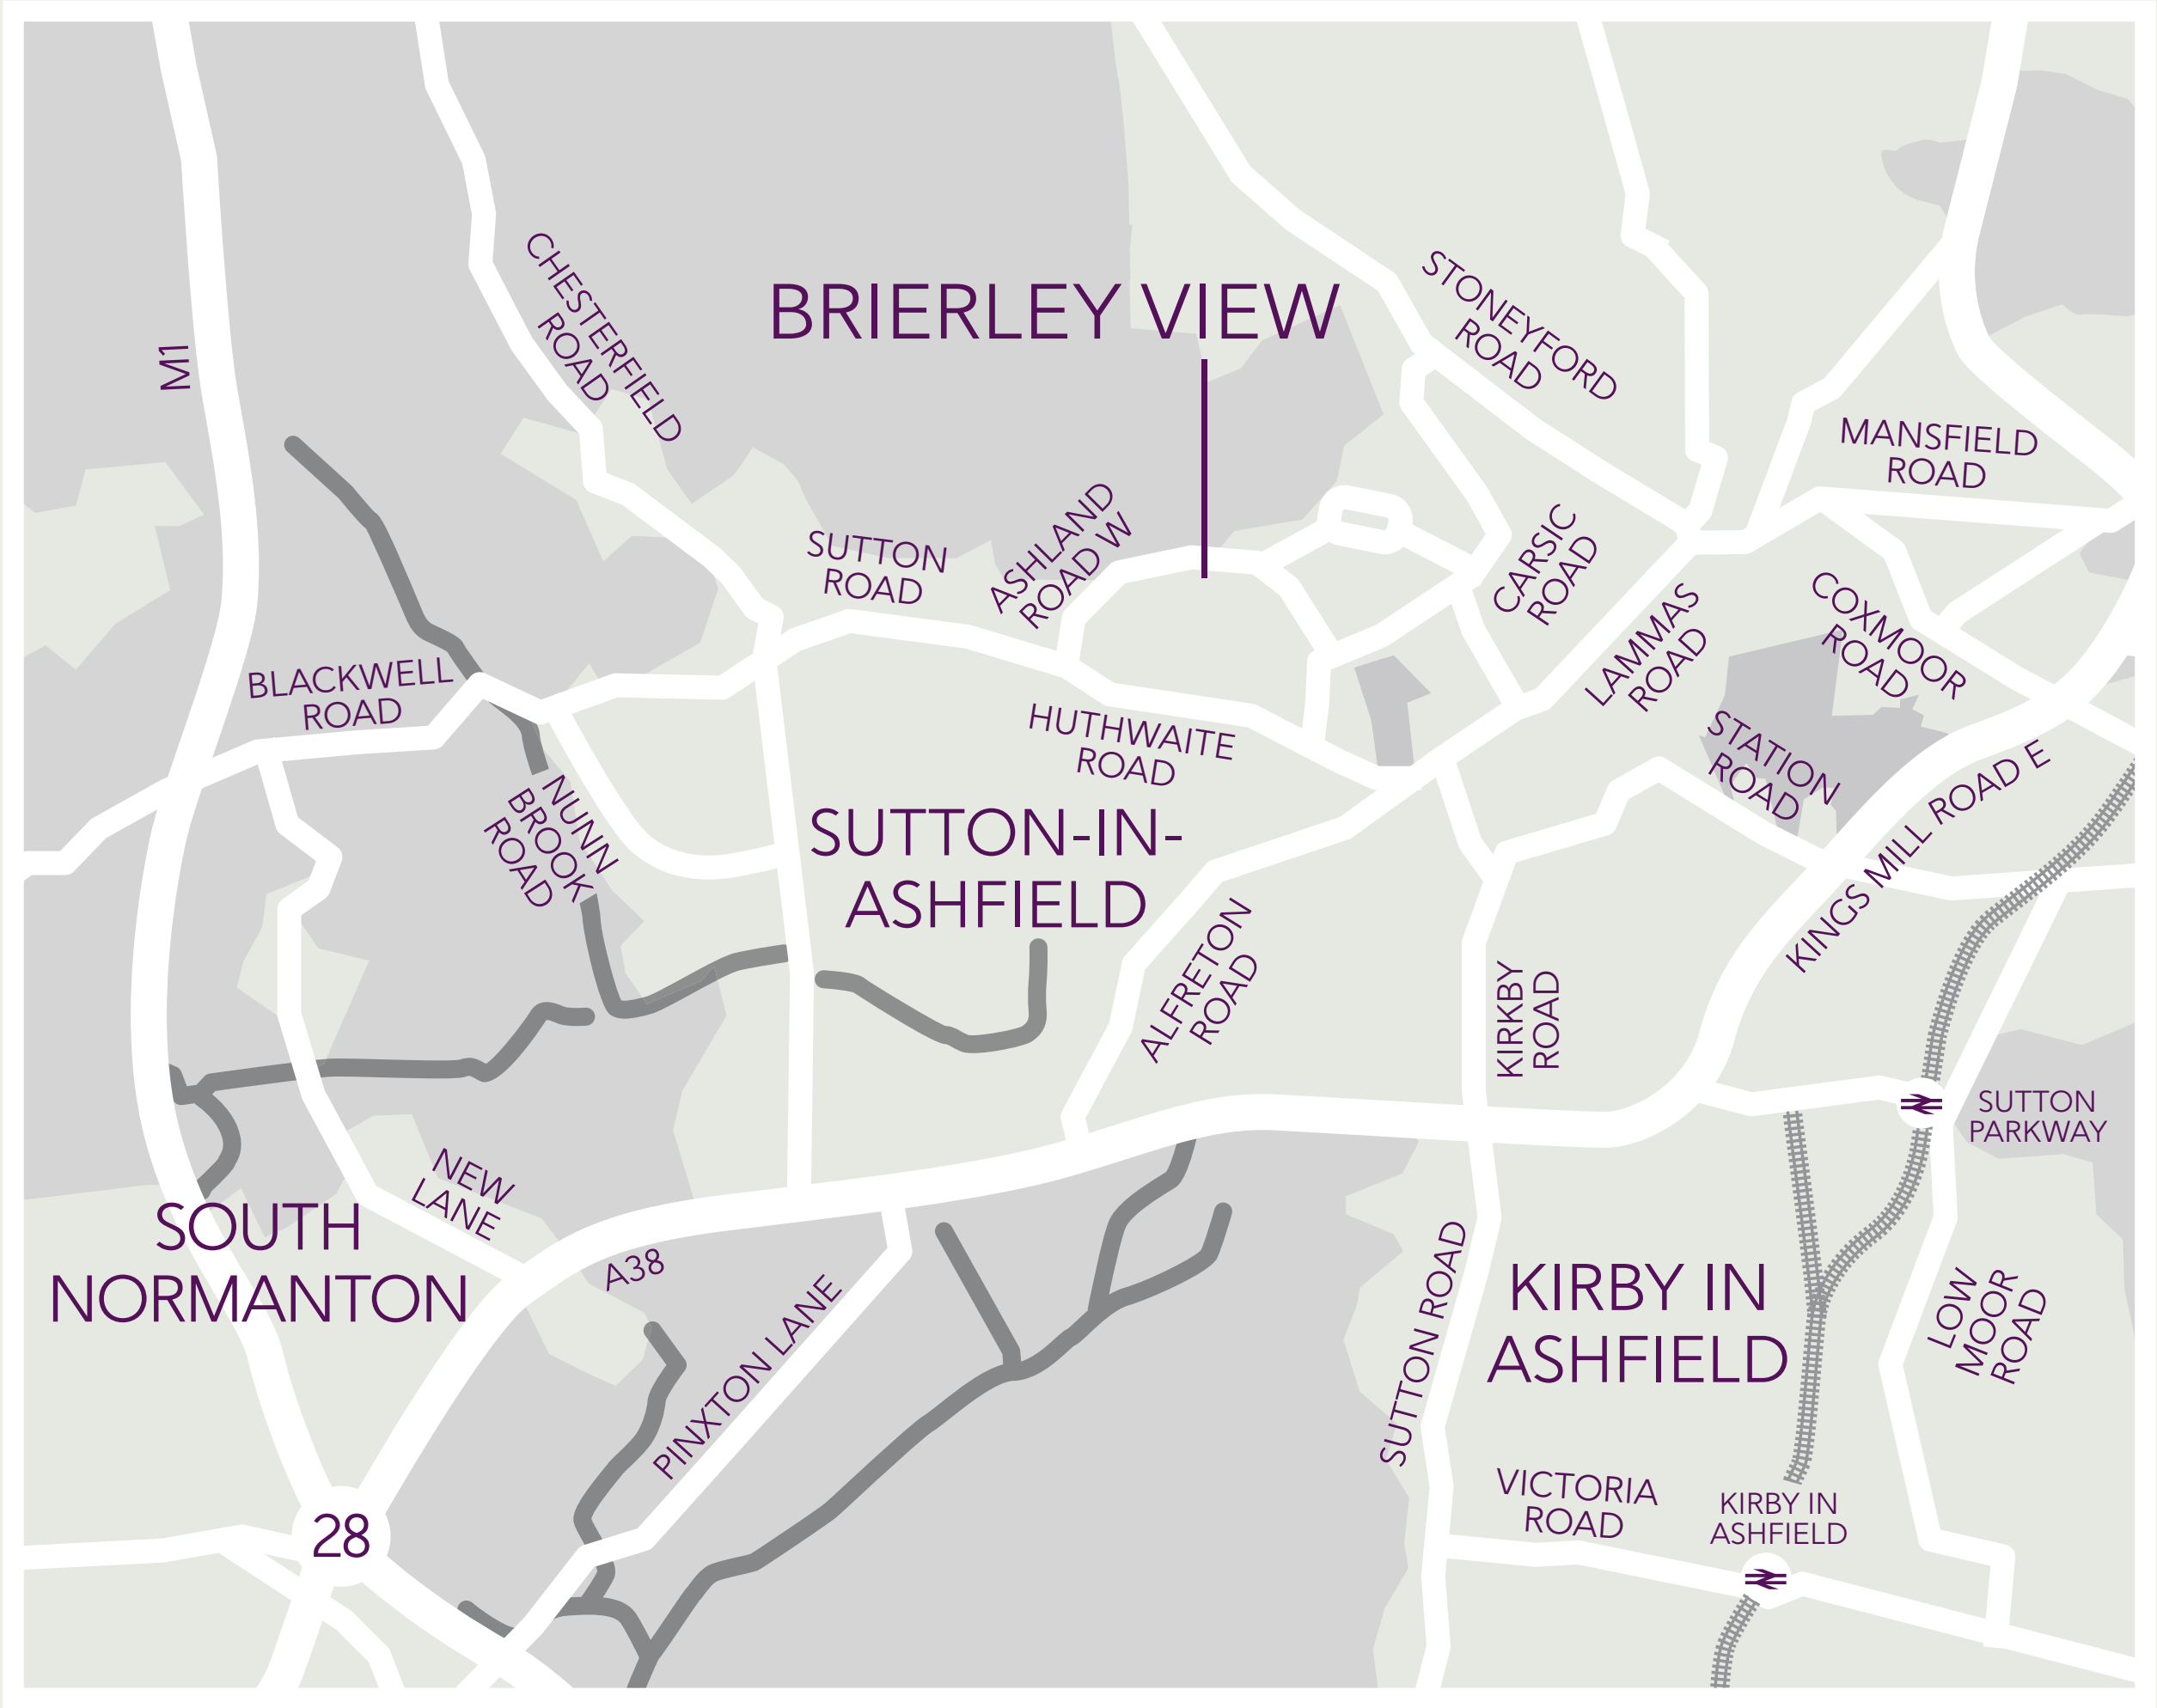 CHESTERFIELD
ROAD
STONEYFORD
ROAD
BRIERLEY VIEW
M1
MANSFIELD
ROAD
SUTTON
ROAD
ASHLAND
ROAD W
CARSIC
ROAD
LAMMAS
ROAD
COXMOOR
ROAD
BLACKWELL
ROAD
HUTHWAITE
ROAD
STATION
ROAD
KINGS MILL ROAD E
NUNN
BROOK
ROAD
SUTTON-IN-
ASHFIELD
ALFRETON
ROAD
KIRKBY
ROAD
SUTTON
PARKWAY
NEW
LANE
SOUTH
NORMANTON
A38
PINXTON LANE
SUTTON ROAD
KIRBY IN
ASHFIELD
LOW
MOOR
ROAD
VICTORIA
ROAD
KIRBY IN
ASHFIELD
28